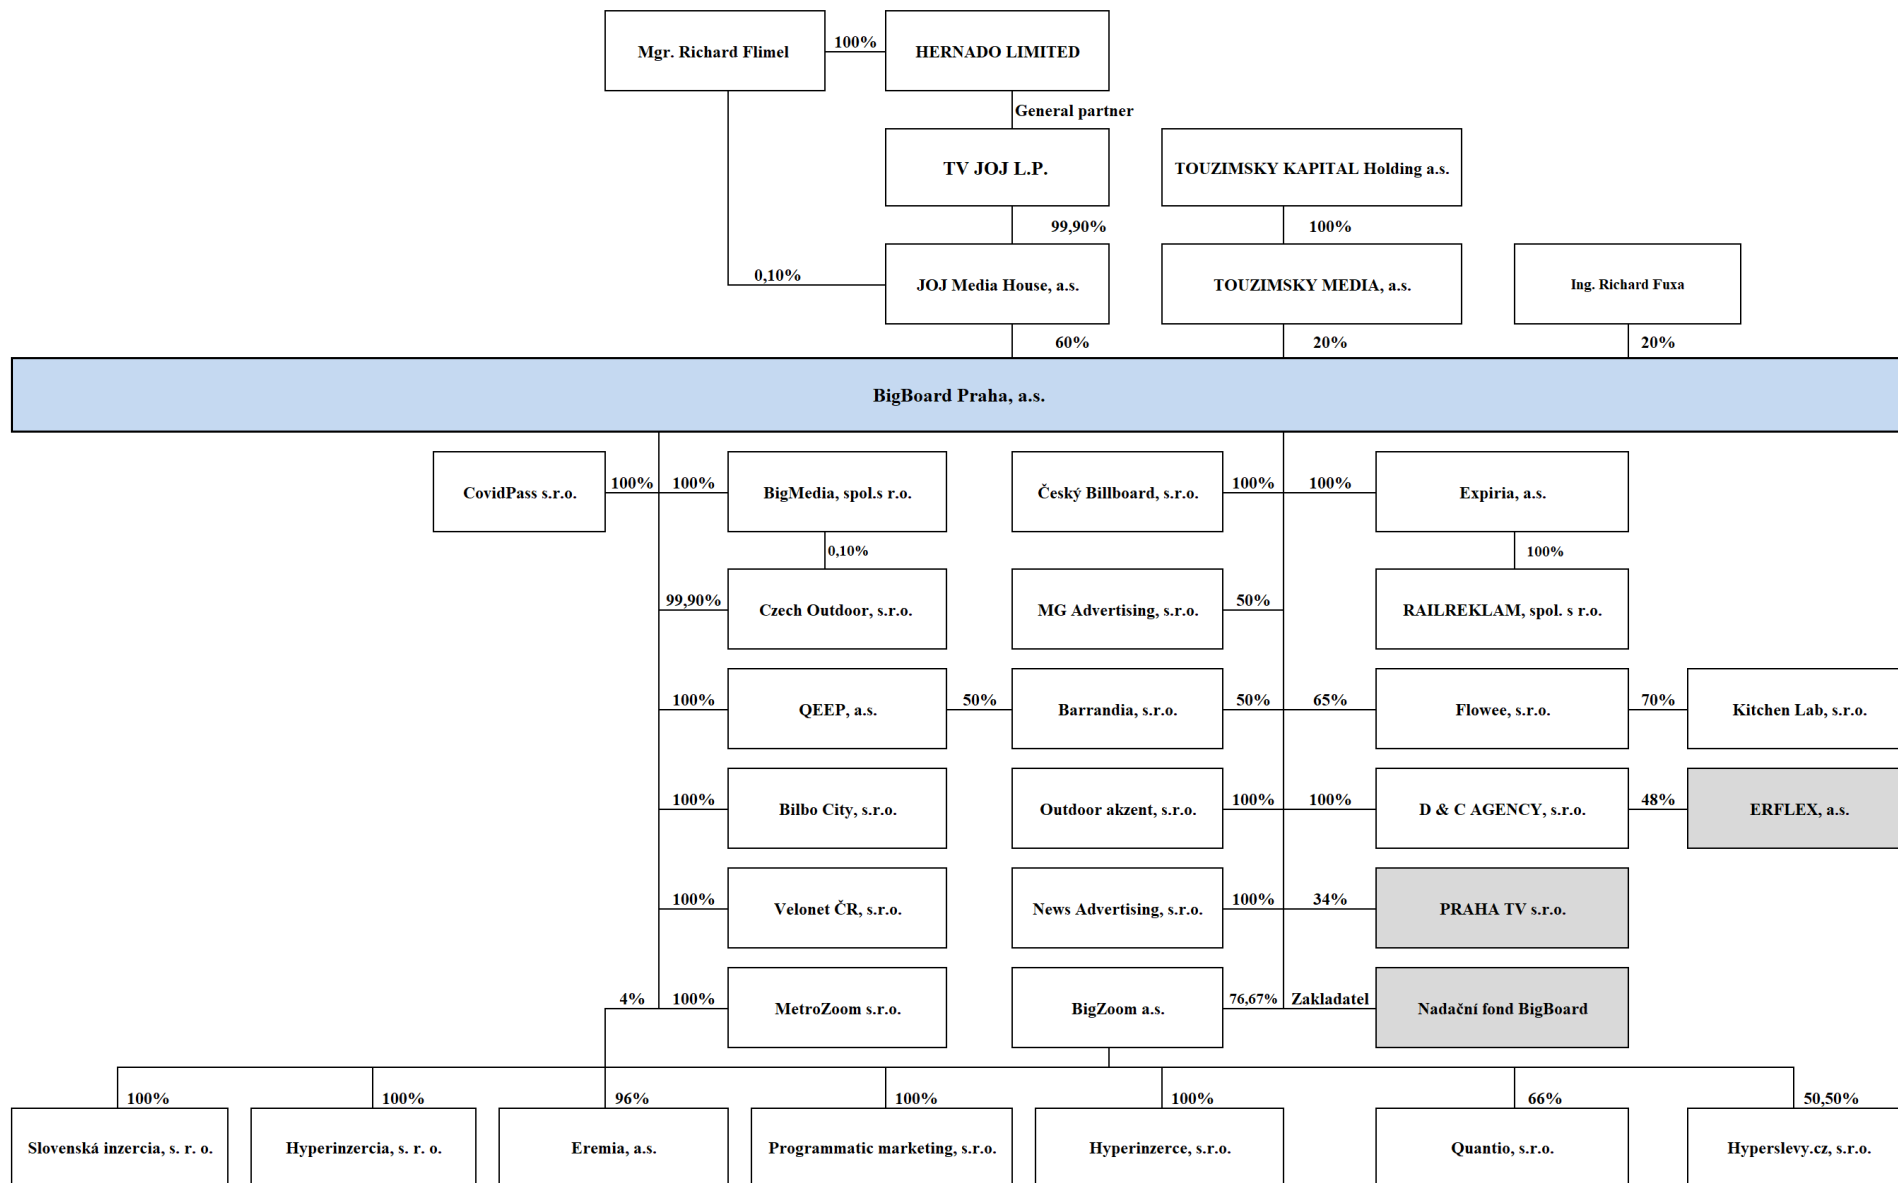 Mgr. Richard Flimel
100%
HERNADO LIMITED
General partner
TV JOJ L.P.
TOUZIMSKY KAPITAL Holding a.s.
99,90%
100%
0,10%
JOJ Media House, a.s.
TOUZIMSKY MEDIA, a.s.
Ing. Richard Fuxa
60%
20%
20%
BigBoard Praha, a.s.
CovidPass s.r.o.
100%
100%
BigMedia, spol.s r.o.
Český Billboard, s.r.o.
100%
100%
Expiria, a.s.
0,10%
100%
99,90%
Czech Outdoor, s.r.o.
MG Advertising, s.r.o.
50%
RAILREKLAM, spol. s r.o.
100%
QEEP, a.s.
50%
Barrandia, s.r.o.
50%
65%
Flowee, s.r.o.
70%
Kitchen Lab, s.r.o.
100%
Bilbo City, s.r.o.
Outdoor akzent, s.r.o.
100%
100%
D & C AGENCY, s.r.o.
48%
ERFLEX, a.s.
100%
Velonet ČR, s.r.o.
News Advertising, s.r.o.
100%
34%
PRAHA TV s.r.o.
4%
100%
MetroZoom s.r.o.
BigZoom a.s.
76,67%
Zakladatel
Nadační fond BigBoard
100%
100%
96%
100%
100%
66%
50,50%
Slovenská inzercia, s. r. o.
Hyperinzercia, s. r. o.
Eremia, a.s.
Programmatic marketing, s.r.o.
Hyperinzerce, s.r.o.
Quantio, s.r.o.
Hyperslevy.cz, s.r.o.